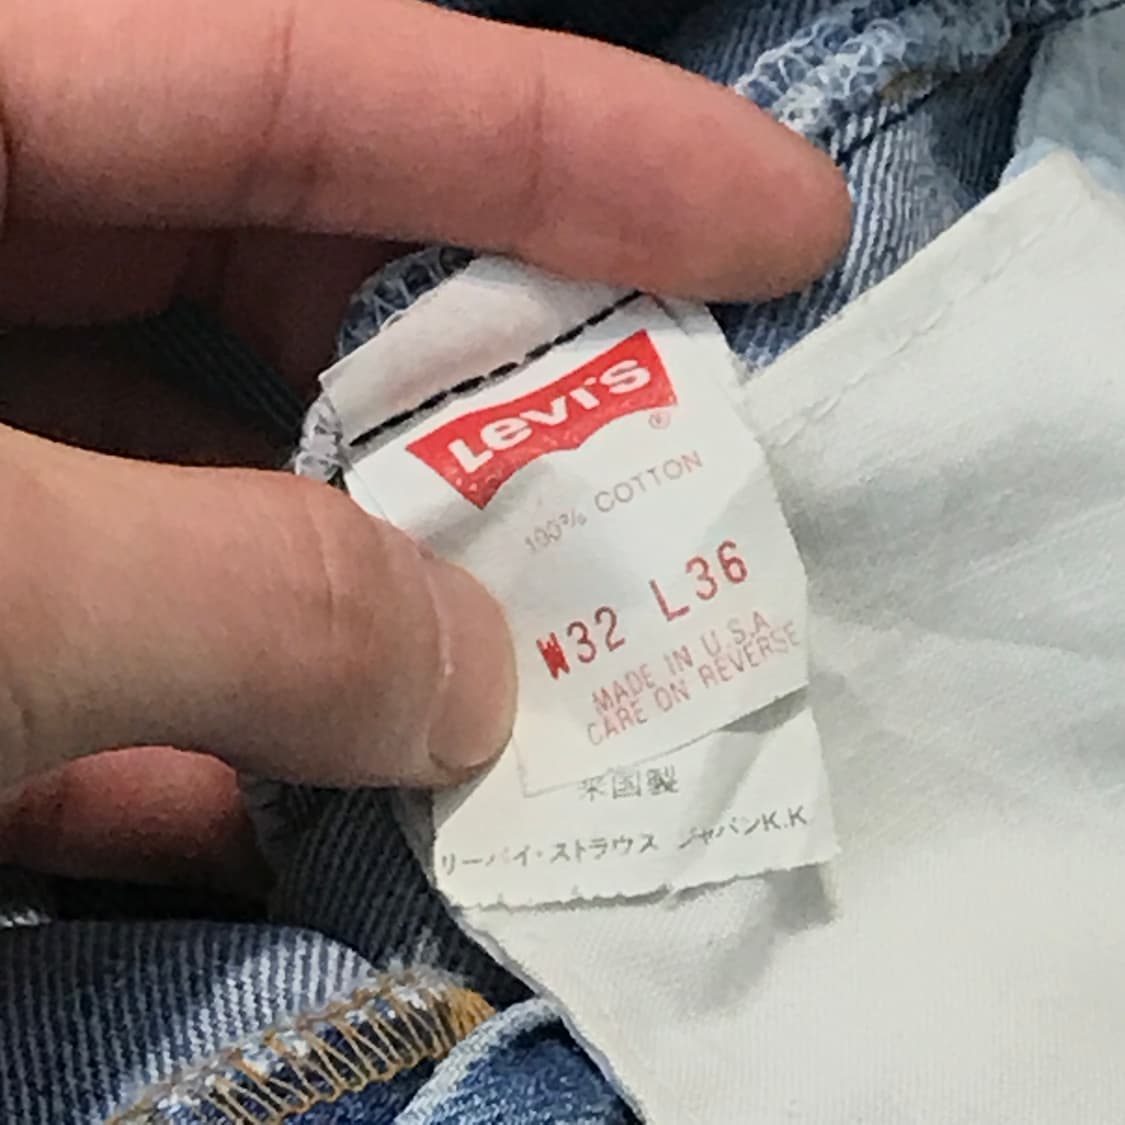 Levi's
®
100% COTTON
W32 L36
MADE IN U.S.A
CARE ON REVERSE
米国製
リーバイ・ストラウス ジャパンK.K.